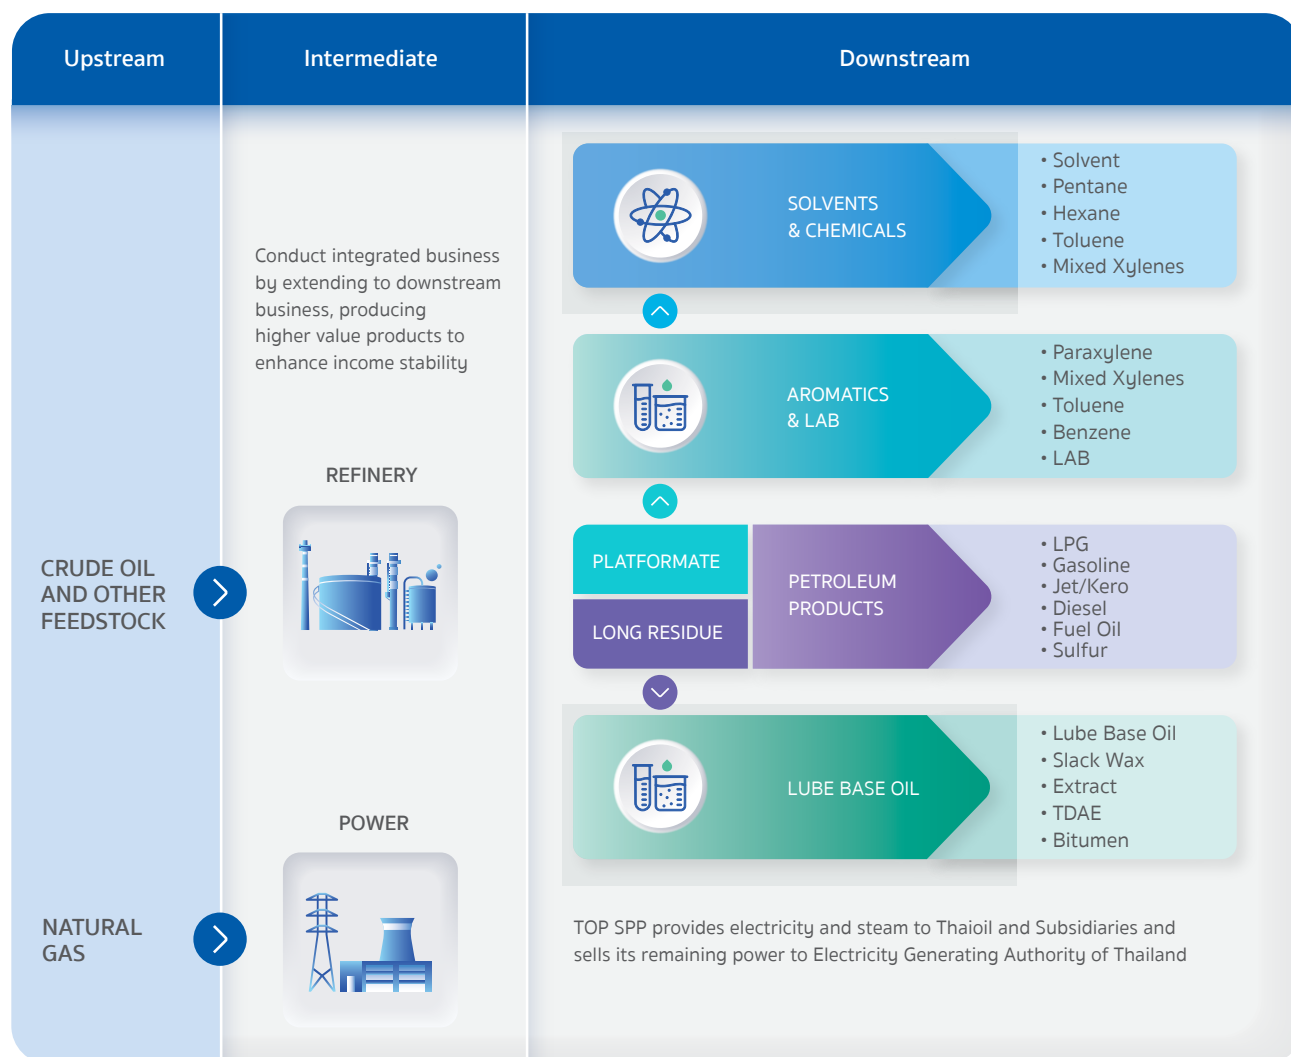 Upstream
Intermediate
Downstream
Conduct integrated business
by extending to downstream
business, producing
higher value products to
enhance income stability
REFINERY
CRUDE OIL
AND OTHER
FEEDSTOCK
POWER
NATURAL
GAS
SOLVENTS
& CHEMICALS
• Solvent
• Pentane
• Hexane
• Toluene
• Mixed Xylenes
AROMATICS
& LAB
• Paraxylene
• Mixed Xylenes
• Toluene
• Benzene
• LAB
PLATFORMATE
LONG RESIDUE
PETROLEUM
PRODUCTS
• LPG
• Gasoline
• Jet/Kero
• Diesel
• Fuel Oil
• Sulfur
LUBE BASE OIL
• Lube Base Oil
• Slack Wax
• Extract
• TDAE
• Bitumen
TOP SPP provides electricity and steam to Thaioil and Subsidiaries and
sells its remaining power to Electricity Generating Authority of Thailand